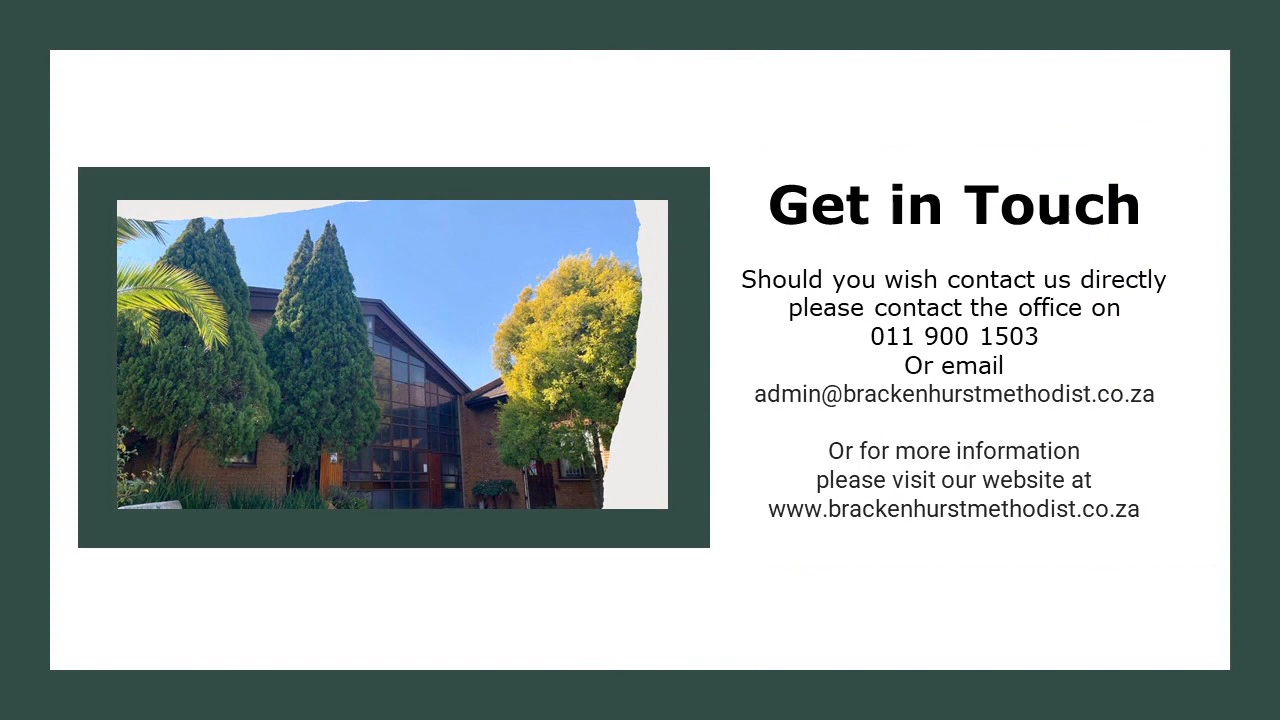 Get in Touch
Should you wish contact us directly
please contact the office on
011 900 1503
Or email
admin@brackenhurstmethodist.co.za
Or for more information
please visit our website at
www.brackenhurstmethodist.co.za